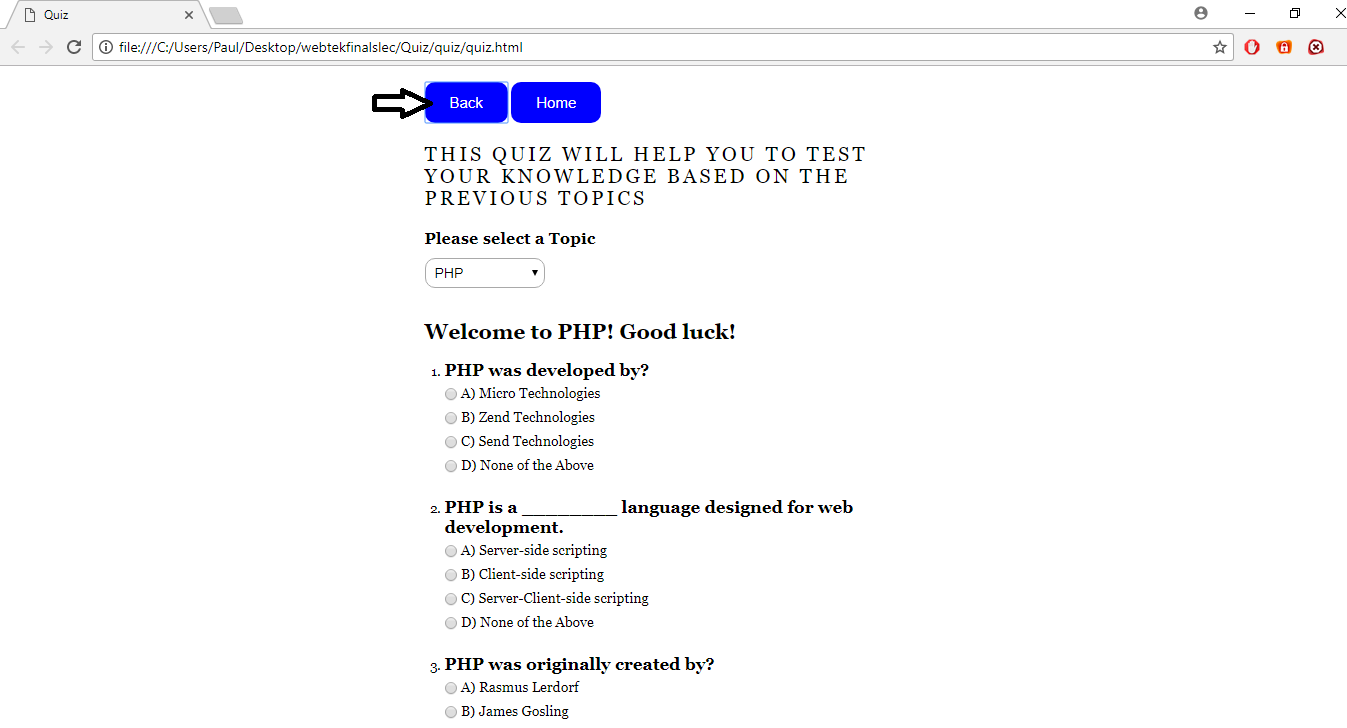 Quiz
file:///C:/Users/Paul/Desktop/webtekfinalslec/Quiz/quiz/quiz.html
Back Home
THIS QUIZ WILL HELP YOU TO TEST
YOUR KNOWLEDGE BASED ON THE
PREVIOUS TOPICS
Please select a Topic
PHP
Welcome to PHP! Good luck!
1. PHP was developed by?
A) Micro Technologies
B) Zend Technologies
C) Send Technologies
D) None of the Above
2. PHP is a ________ language designed for web
development.
A) Server-side scripting
B) Client-side scripting
C) Server-Client-side scripting
D) None of the Above
3. PHP was originally created by?
A) Rasmus Lerdorf
B) James Gosling